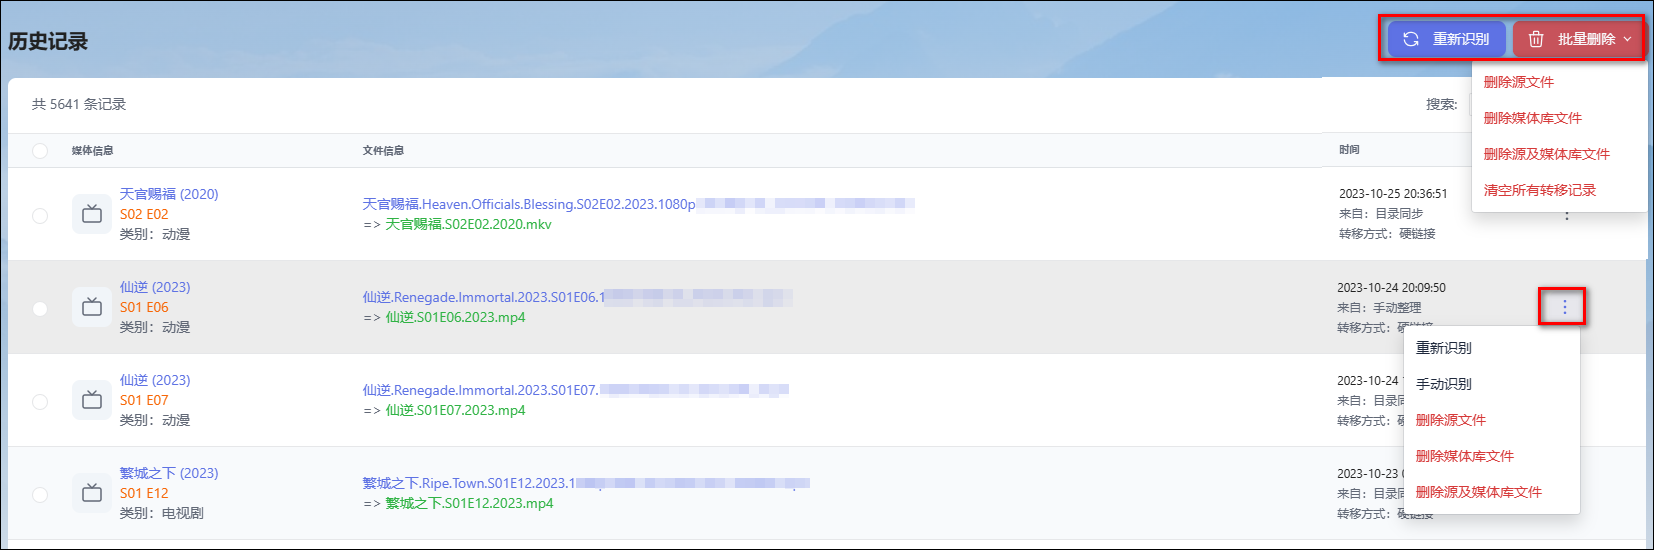 历史记录
重新识别
批量删除
删除源文件
删除媒体库文件
删除源及媒体库文件
清空所有转移记录
共 5641 条记录
搜索:
媒体信息
文件信息
时间
天官赐福 (2020)
S02 E02
类别：动漫
天官赐福.Heaven.Officials.Blessing.S02E02.2023.1080p
=> 天官赐福.S02E02.2020.mkv
2023-10-25 20:36:51
来自：目录同步
转移方式：硬链接
仙逆 (2023)
S01 E06
类别：动漫
仙逆.Renegade.Immortal.2023.S01E06.1
=> 仙逆.S01E06.2023.mp4
2023-10-24 20:09:50
来自：手动整理
转移方式：硬链接
重新识别
手动识别
删除源文件
删除媒体库文件
删除源及媒体库文件
仙逆 (2023)
S01 E07
类别：动漫
仙逆.Renegade.Immortal.2023.S01E07.
=> 仙逆.S01E07.2023.mp4
2023-10-24
来自：目录
转移方式：
繁城之下 (2023)
S01 E12
类别：电视剧
繁城之下.Ripe.Town.S01E12.2023.1
=> 繁城之下.S01E12.2023.mp4
2023-10-23
来自：目录
转移方式：硬链接